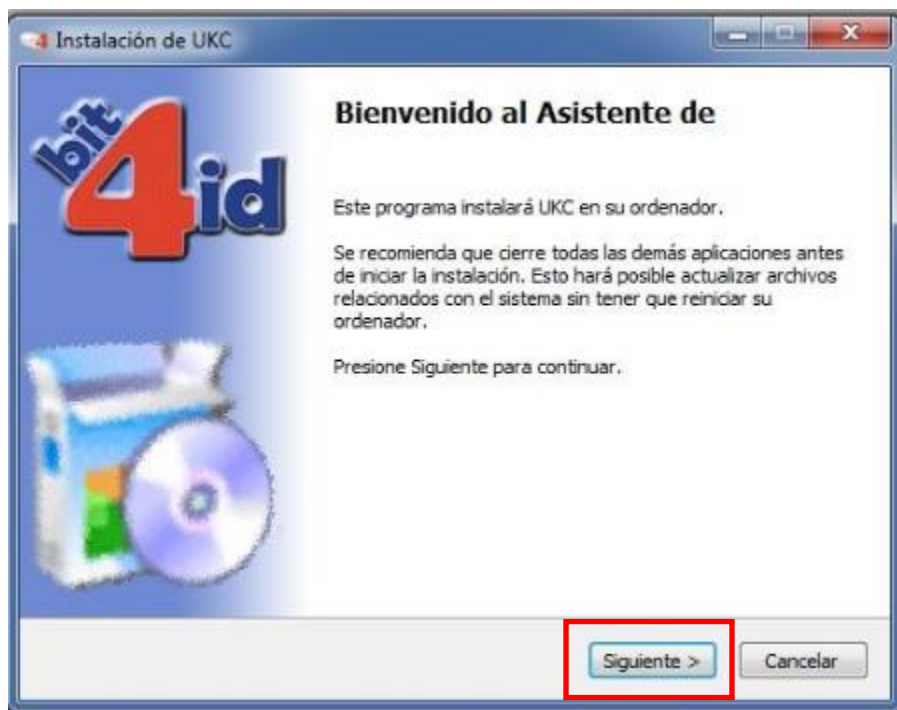 Instalación de UKC
bit
4id
Bienvenido al Asistente de
Este programa instalará UKC en su ordenador.
Se recomienda que cierre todas las demás aplicaciones antes
de iniciar la instalación. Esto hará posible actualizar archivos
relacionados con el sistema sin tener que reiniciar su
ordenador.
Presione Siguiente para continuar.
Siguiente >
Cancelar